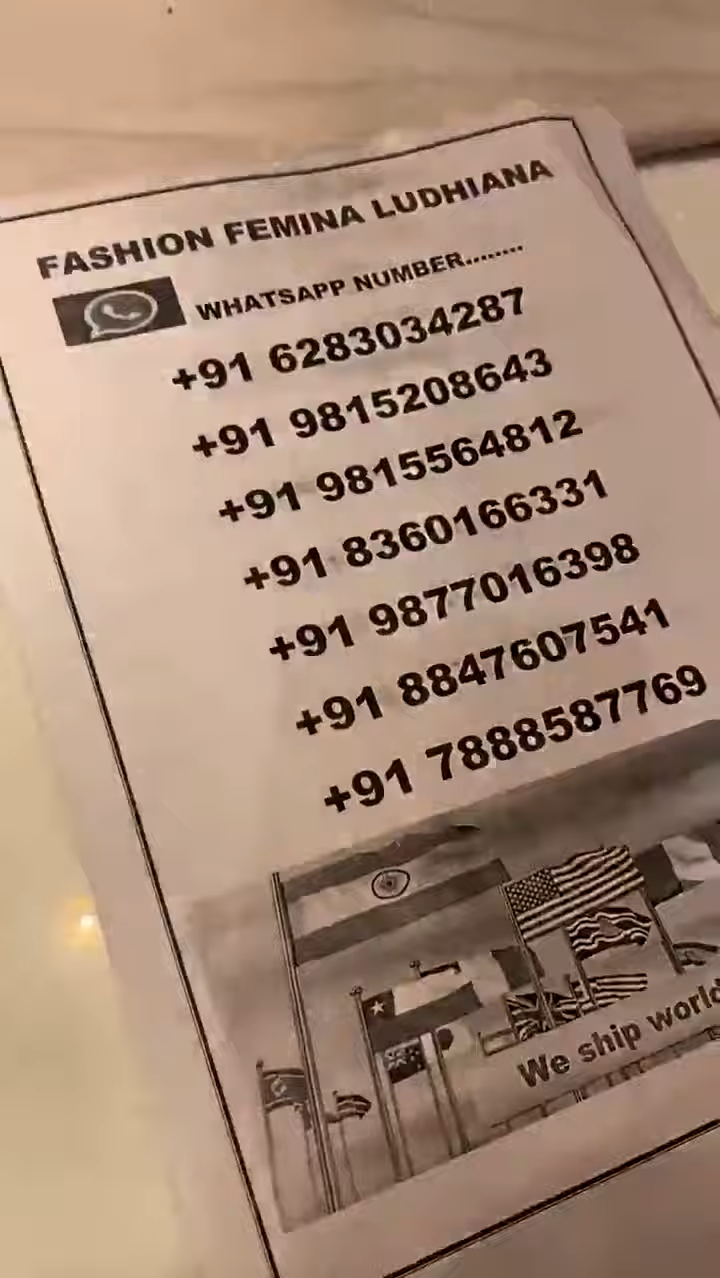 FASHION FEMINA LUDHIANA
WHATSAPP NUMBER........
+91 6283034287
+91 9815208643
+91 9815564812
+91 8360166331
+91 9877016398
+91 8847607541
+91 7888587769
We ship world